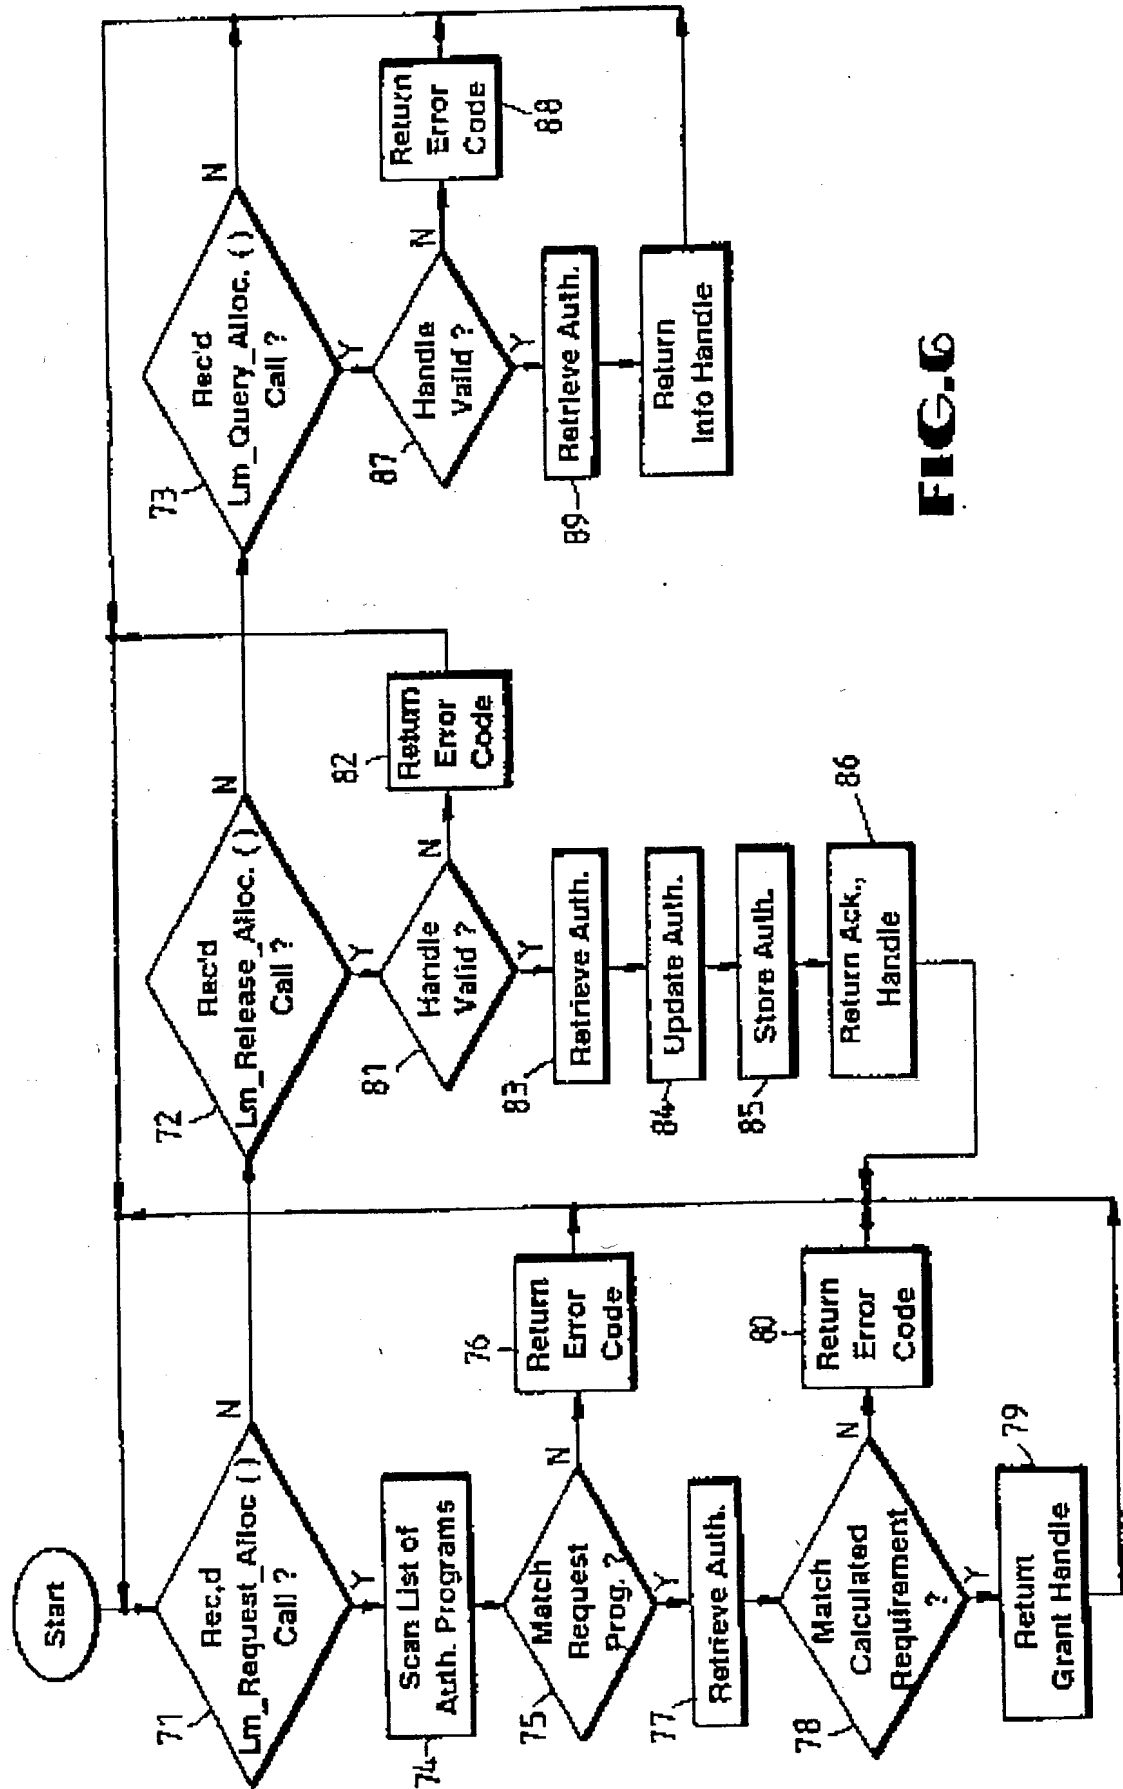 Start
71
Rec,d
Lm_Request_Alloc ()
Call ?
N
Y
74
Scan List of
Auth. Programs
75
Match
Request
Prog. ?
N
Y
76
Return
Error
Code
77
Retrieve Auth.
78
Match
Calculated
Requirement
?
N
Y
80
Return
Error
Code
79
Return
Grant Handle
72
Rec'd
Lm_Release_Alloc. ()
Call ?
N
Y
81
Handle
Valid ?
N
Y
82
Return
Error
Code
83
Retrieve Auth.
84
Update Auth.
85
Store Auth.
86
Return Ack.,
Handle
73
Rec'd
Lm_Query_Alloc. ()
Call ?
N
Y
87
Handle
Valid ?
N
Y
88
Return
Error
Code
89
Retrieve Auth.
Return
Info Handle
FIG.6